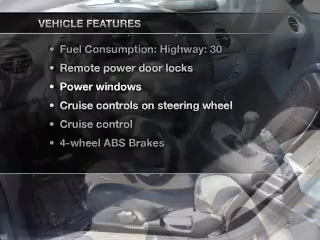 VEHICLE FEATURES
• Fuel Consumption: Highway: 30
• Remote power door locks
• Power windows
• Cruise controls on steering wheel
• Cruise control
• 4-wheel ABS Brakes